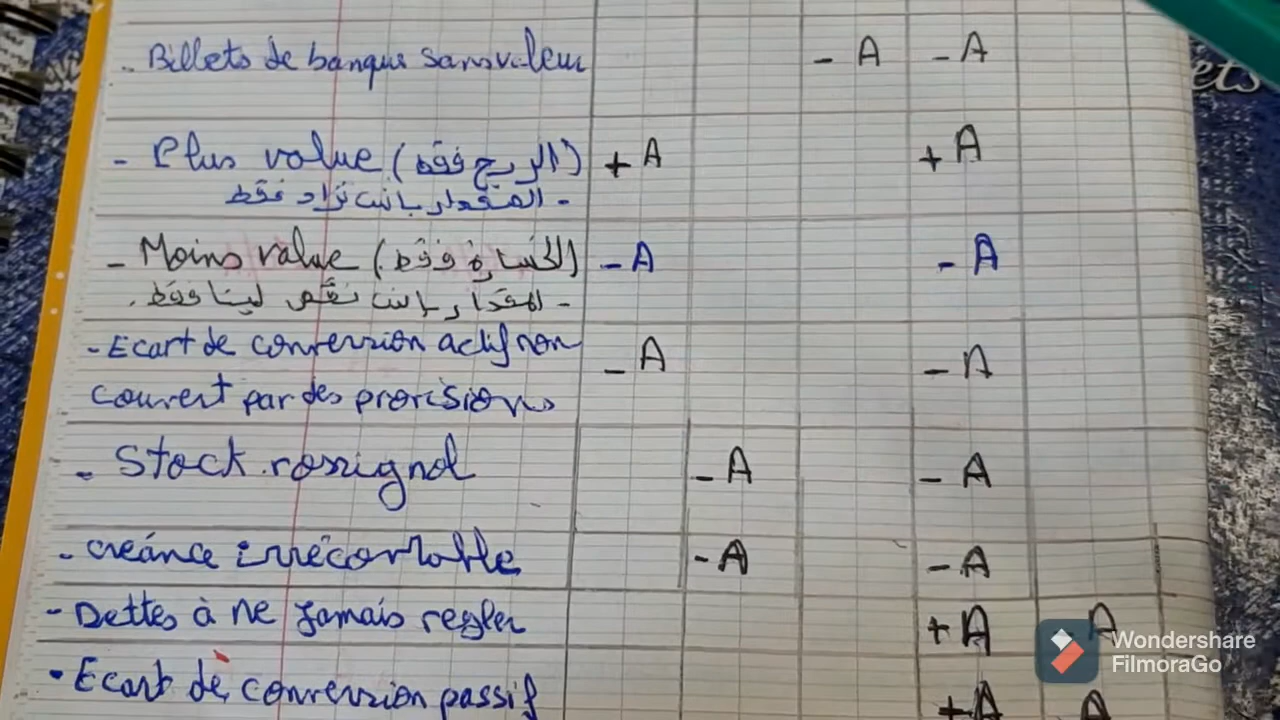 - Billets de banque sans valeur - A - A
- Plus value (الربح فقط) + A + A
- المقدار باش تزاد فقط
- Moins value (الخسارة فقط) - A - A
- المقدار باش نقص لينا فقط.
- Ecart de conversion actif non - A - A
couvert par des provisions
- Stock rossignol - A - A
- creánce irrécouvrable - A - A
- Dettes à ne jamais regler + A - A
• Ecart de conversion passif + A - A
ets
Wondershare
FilmoraGo